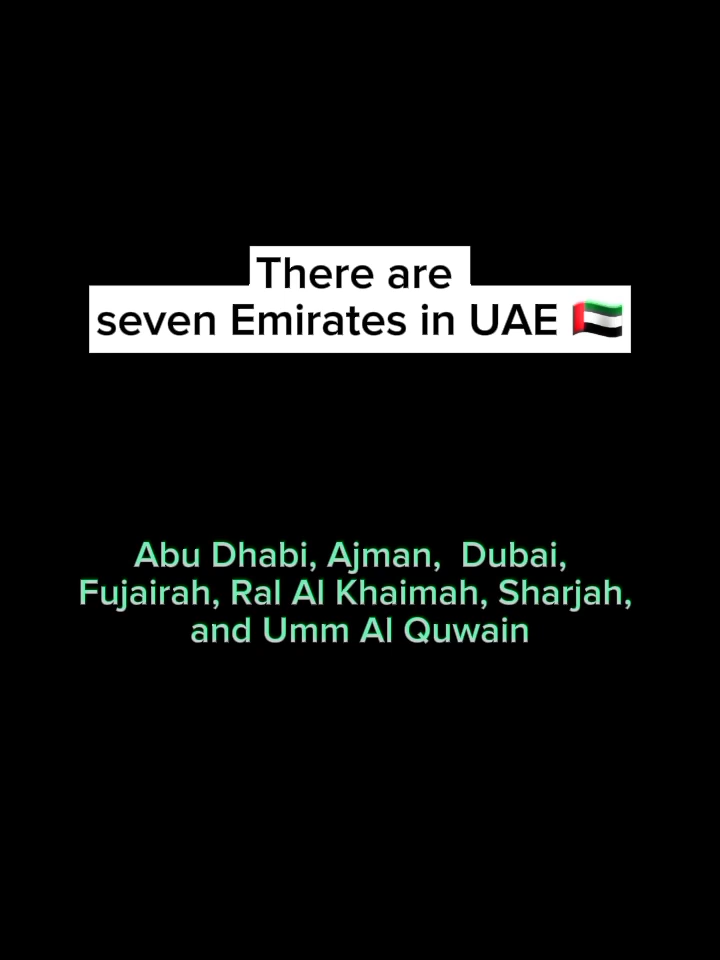 There are
seven Emirates in UAE 🇦🇪
Abu Dhabi, Ajman,  Dubai,
Fujairah, Ral Al Khaimah, Sharjah,
and Umm Al Quwain